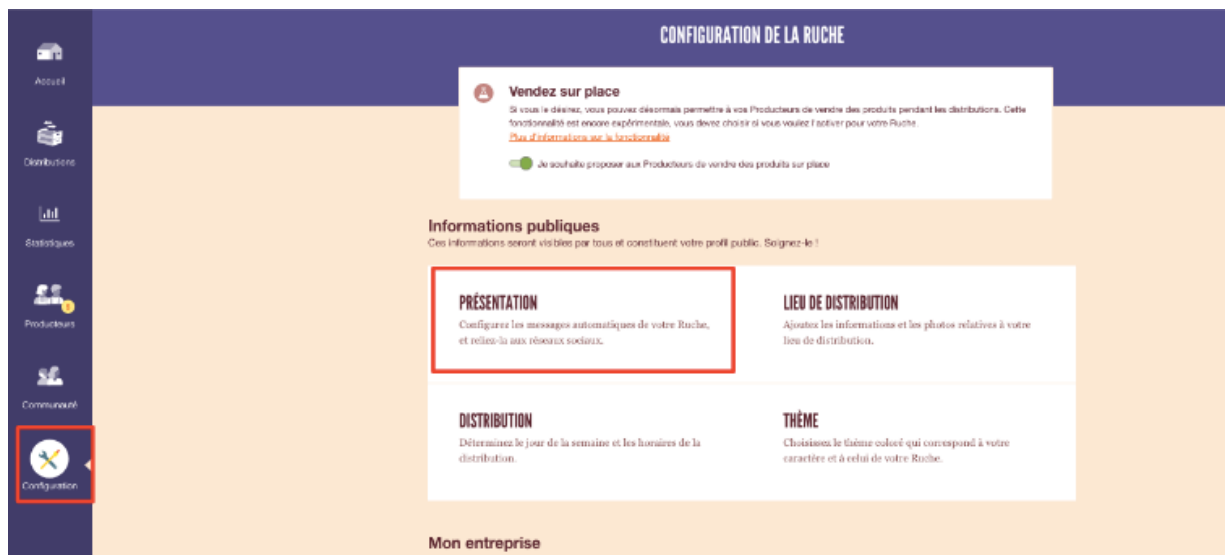 CONFIGURATION DE LA RUCHE
Accueil
Distributions
Statistiques
Producteurs
Communauté
Configuration
Vendez sur place
Si vous le désirez, vous pouvez désormais permettre à vos Producteurs de vendre des produits pendant les distributions. Cette
fonctionnalité est encore expérimentale, vous devez choisir si vous voulez l'activer pour votre Ruche.
Plus d'informations sur la fonctionnalité
Je souhaite proposer aux Producteurs de vendre des produits sur place
Informations publiques
Ces informations seront visibles par tous et constituent votre profil public. Soignez-le !
PRÉSENTATION
Configurez les messages automatiques de votre Ruche,
et reliez-la aux réseaux sociaux.
LIEU DE DISTRIBUTION
Ajoutez les informations et les photos relatives à votre
lieu de distribution.
DISTRIBUTION
Déterminez le jour de la semaine et les horaires de la
distribution.
THÈME
Choisissez le thème coloré qui correspond à votre
caractère et à celui de votre Ruche.
Mon entreprise